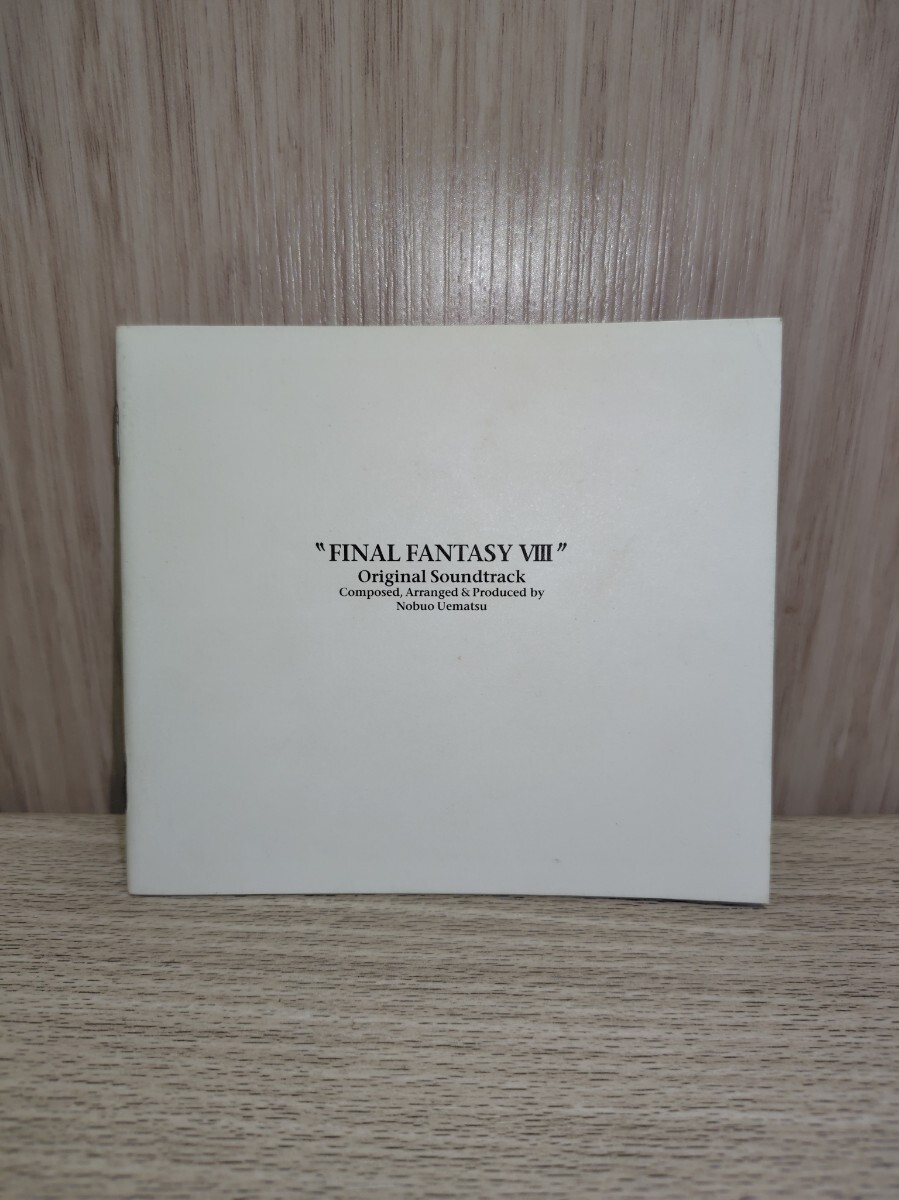 〝FINAL FANTASY VIII〞
Original Soundtrack
Composed, Arranged & Produced by
Nobuo Uematsu